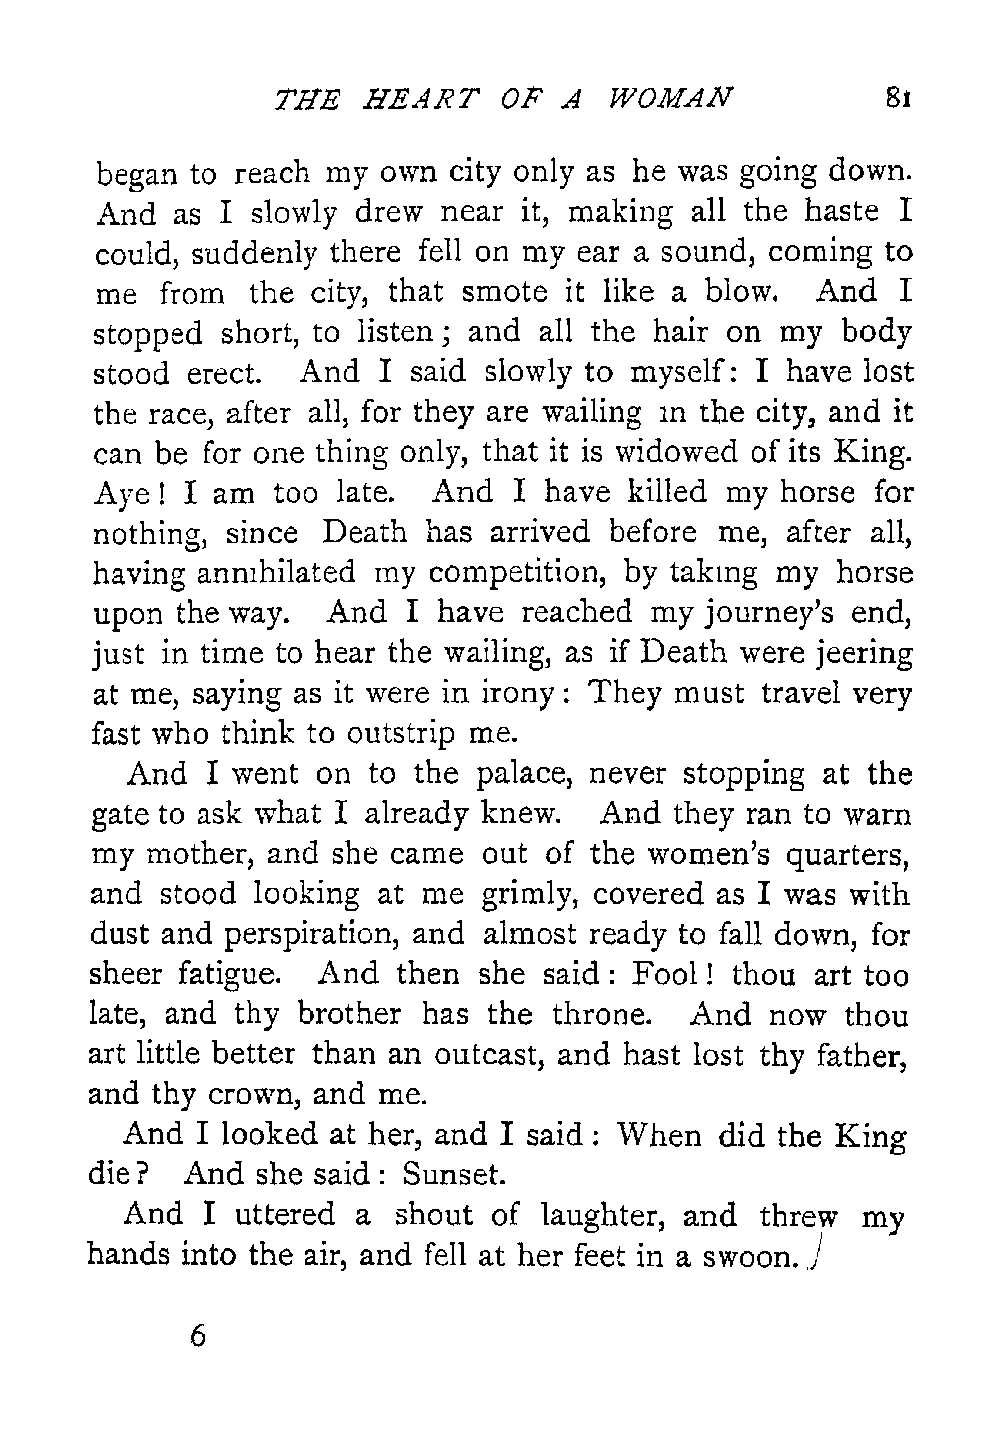 THE HEART OF A WOMAN 81
began to reach my own city only as he was going down.
And as I slowly drew near it, making all the haste I
could, suddenly there fell on my ear a sound, coming to
me from the city, that smote it like a blow. And I
stopped short, to listen; and all the hair on my body
stood erect. And I said slowly to myself: I have lost
the race, after all, for they are wailing in the city, and it
can be for one thing only, that it is widowed of its King.
Aye! I am too late. And I have killed my horse for
nothing, since Death has arrived before me, after all,
having annihilated my competition, by taking my horse
upon the way. And I have reached my journey's end,
just in time to hear the wailing, as if Death were jeering
at me, saying as it were in irony: They must travel very
fast who think to outstrip me.
And I went on to the palace, never stopping at the
gate to ask what I already knew. And they ran to warn
my mother, and she came out of the women's quarters,
and stood looking at me grimly, covered as I was with
dust and perspiration, and almost ready to fall down, for
sheer fatigue. And then she said: Fool! thou art too
late, and thy brother has the throne. And now thou
art little better than an outcast, and hast lost thy father,
and thy crown, and me.
And I looked at her, and I said: When did the King
die? And she said: Sunset.
And I uttered a shout of laughter, and threw my
hands into the air, and fell at her feet in a swoon.
6